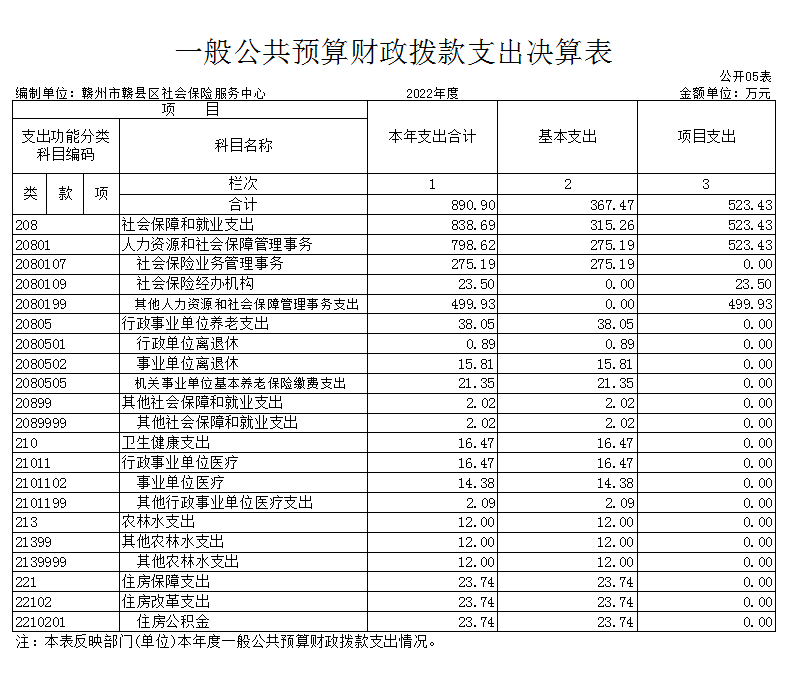 一般公共预算财政拨款支出决算表
公开05表
编制单位：赣州市赣县区社会保险服务中心 2022年度 金额单位：万元
项 目 本年支出合计 基本支出 项目支出
支出功能分类科目编码 科目名称
类 款 项 栏次 1 2 3
合计 890.90 367.47 523.43
208 社会保障和就业支出 838.69 315.26 523.43
20801 人力资源和社会保障管理事务 798.62 275.19 523.43
2080107 社会保险业务管理事务 275.19 275.19 0.00
2080109 社会保险经办机构 23.50 0.00 23.50
2080199 其他人力资源和社会保障管理事务支出 499.93 0.00 499.93
20805 行政事业单位养老支出 38.05 38.05 0.00
2080501 行政单位离退休 0.89 0.89 0.00
2080502 事业单位离退休 15.81 15.81 0.00
2080505 机关事业单位基本养老保险缴费支出 21.35 21.35 0.00
20899 其他社会保障和就业支出 2.02 2.02 0.00
2089999 其他社会保障和就业支出 2.02 2.02 0.00
210 卫生健康支出 16.47 16.47 0.00
21011 行政事业单位医疗 16.47 16.47 0.00
2101102 事业单位医疗 14.38 14.38 0.00
2101199 其他行政事业单位医疗支出 2.09 2.09 0.00
213 农林水支出 12.00 12.00 0.00
21399 其他农林水支出 12.00 12.00 0.00
2139999 其他农林水支出 12.00 12.00 0.00
221 住房保障支出 23.74 23.74 0.00
22102 住房改革支出 23.74 23.74 0.00
2210201 住房公积金 23.74 23.74 0.00
注：本表反映部门(单位)本年度一般公共预算财政拨款支出情况。